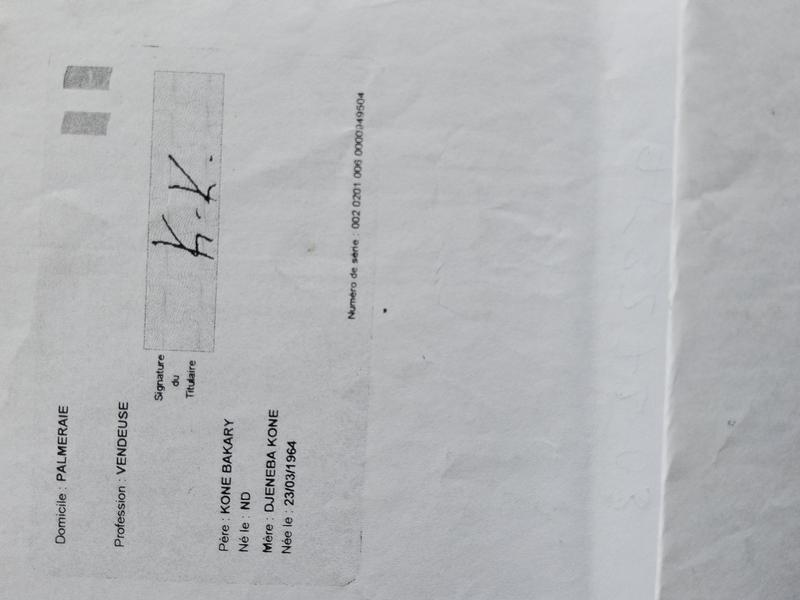 Domicile : PALMERAIE
Profession : VENDEUSE
Signature
du
Titulaire
K-K.
Père : KONE BAKARY
Né le : ND
Mère : DJENEBA KONE
Née le : 23/03/1964
Numéro de série : 002 0201 006 0000949504